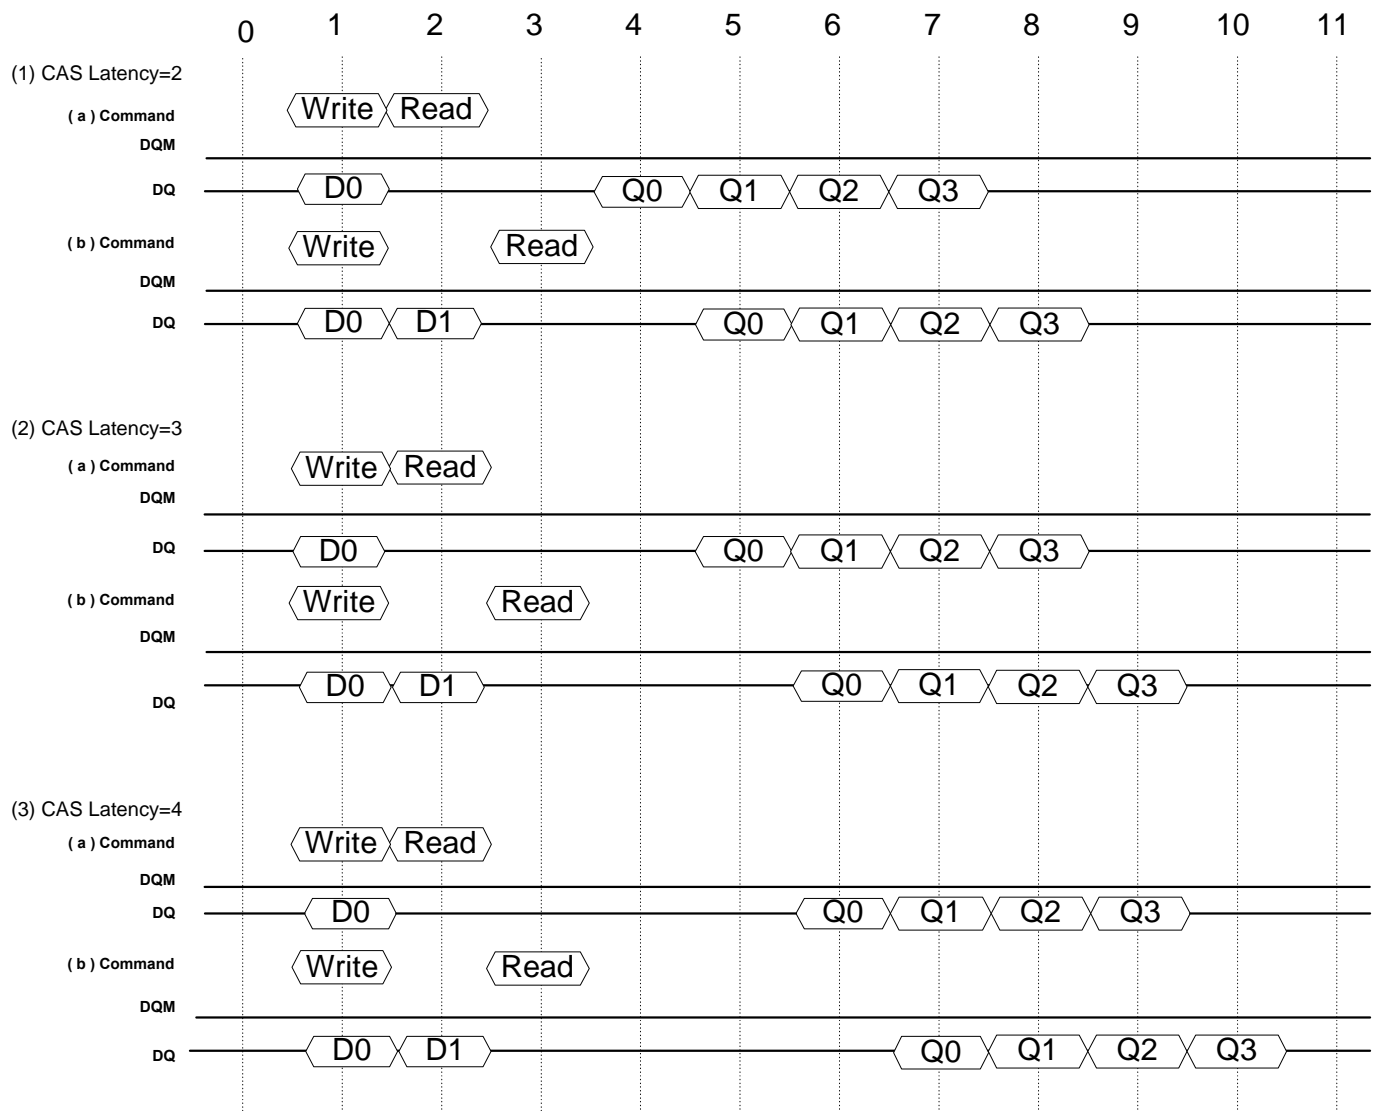 0 1 2 3 4 5 6 7 8 9 10 11
(1) CAS Latency=2
( a ) Command Write Read
DQM
DQ D0 Q0 Q1 Q2 Q3
( b ) Command Write Read
DQM
DQ D0 D1 Q0 Q1 Q2 Q3
(2) CAS Latency=3
( a ) Command Write Read
DQM
DQ D0 Q0 Q1 Q2 Q3
( b ) Command Write Read
DQM
DQ D0 D1 Q0 Q1 Q2 Q3
(3) CAS Latency=4
( a ) Command Write Read
DQM
DQ D0 Q0 Q1 Q2 Q3
( b ) Command Write Read
DQM
DQ D0 D1 Q0 Q1 Q2 Q3